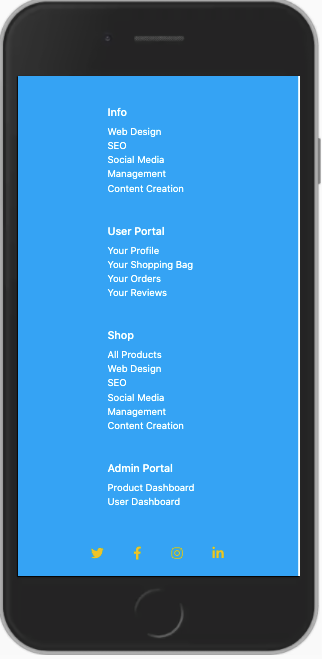 Info
Web Design
SEO
Social Media
Management
Content Creation
User Portal
Your Profile
Your Shopping Bag
Your Orders
Your Reviews
Shop
All Products
Web Design
SEO
Social Media
Management
Content Creation
Admin Portal
Product Dashboard
User Dashboard